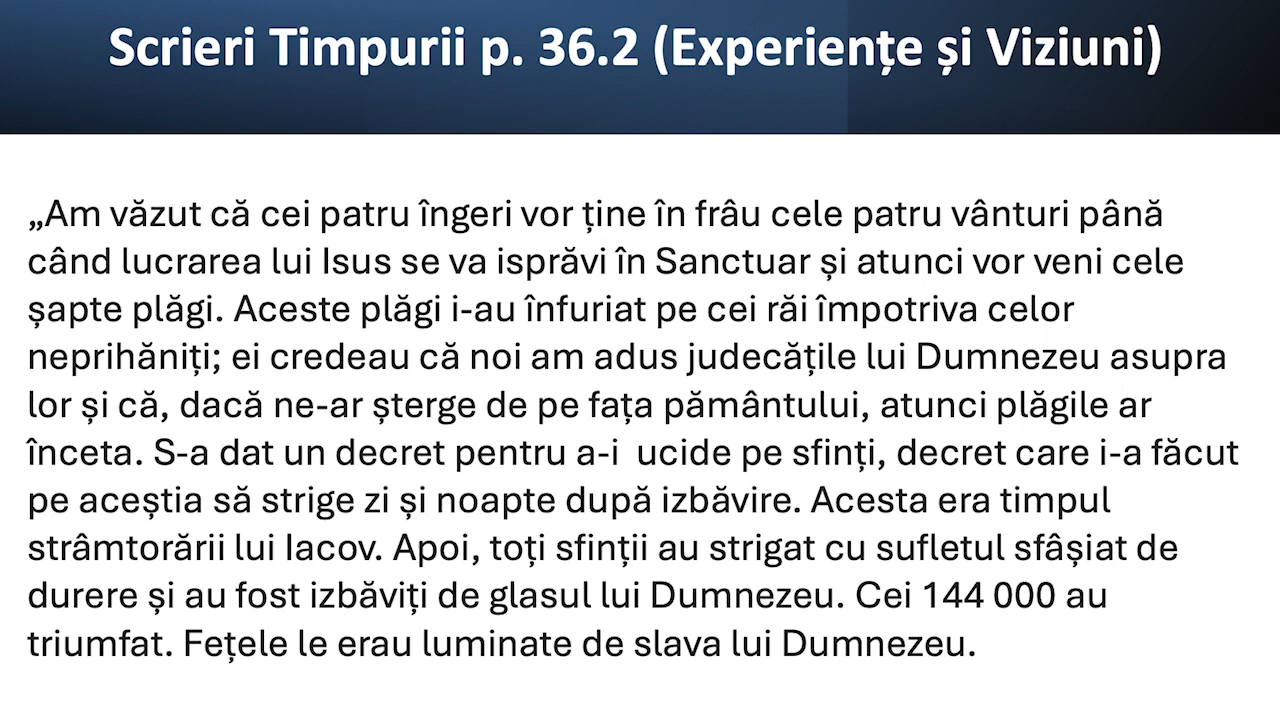 Scrieri Timpurii p. 36.2 (Experiențe și Viziuni)
„Am văzut că cei patru îngeri vor ține în frâu cele patru vânturi până
când lucrarea lui Isus se va isprăvi în Sanctuar și atunci vor veni cele
șapte plăgi. Aceste plăgi i-au înfuriat pe cei răi împotriva celor
neprihăniți; ei credeau că noi am adus judecățile lui Dumnezeu asupra
lor și că, dacă ne-ar șterge de pe fața pământului, atunci plăgile ar
înceta. S-a dat un decret pentru a-i  ucide pe sfinți, decret care i-a făcut
pe aceștia să strige zi și noapte după izbăvire. Acesta era timpul
strâmtorării lui Iacov. Apoi, toți sfinții au strigat cu sufletul sfâșiat de
durere și au fost izbăviți de glasul lui Dumnezeu. Cei 144 000 au
triumfat. Fețele le erau luminate de slava lui Dumnezeu.